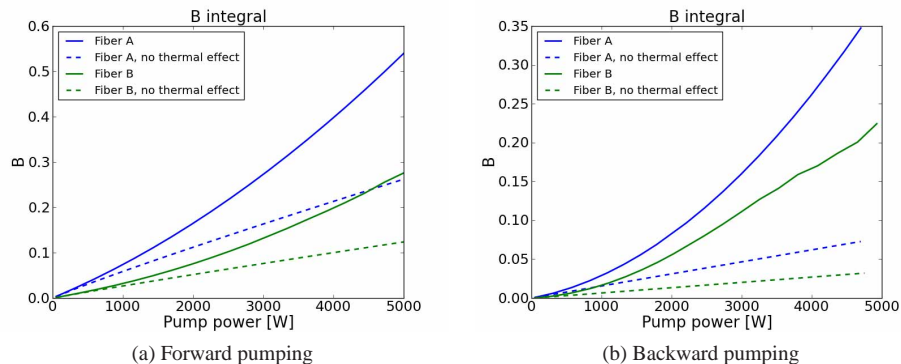 B integral
0.6
0.5
0.4
0.3
0.2
0.1
0.0
B
Fiber A
Fiber A, no thermal effect
Fiber B
Fiber B, no thermal effect
0 1000 2000 3000 4000 5000
Pump power [W]
(a) Forward pumping
B integral
0.35
0.30
0.25
0.20
0.15
0.10
0.05
0.00
B
Fiber A
Fiber A, no thermal effect
Fiber B
Fiber B, no thermal effect
0 1000 2000 3000 4000 5000
Pump power [W]
(b) Backward pumping